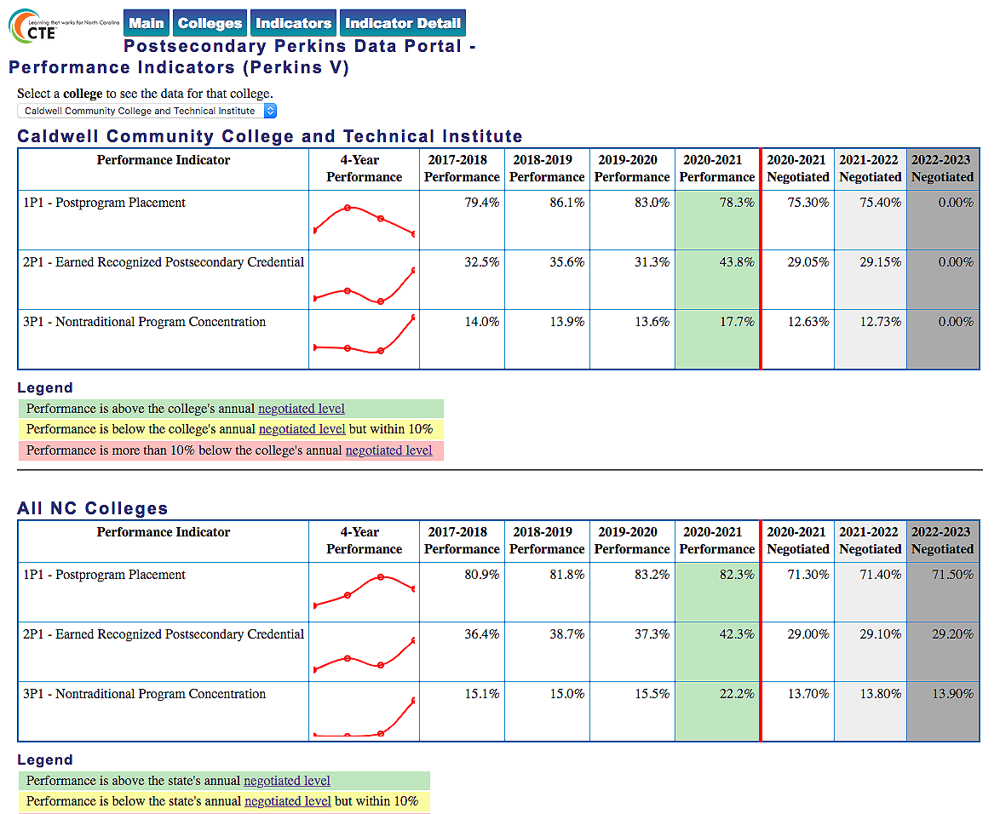 Learning that works for North Carolina
CTE
Main Colleges Indicators Indicator Detail
Postsecondary Perkins Data Portal -
Performance Indicators (Perkins V)
Select a college to see the data for that college.
Caldwell Community College and Technical Institute
Caldwell Community College and Technical Institute
Performance Indicator 4-Year Performance 2017-2018 Performance 2018-2019 Performance 2019-2020 Performance 2020-2021 Performance 2020-2021 Negotiated 2021-2022 Negotiated 2022-2023 Negotiated
1P1 - Postprogram Placement 79.4% 86.1% 83.0% 78.3% 75.30% 75.40% 0.00%
2P1 - Earned Recognized Postsecondary Credential 32.5% 35.6% 31.3% 43.8% 29.05% 29.15% 0.00%
3P1 - Nontraditional Program Concentration 14.0% 13.9% 13.6% 17.7% 12.63% 12.73% 0.00%
Legend
Performance is above the college's annual negotiated level
Performance is below the college's annual negotiated level but within 10%
Performance is more than 10% below the college's annual negotiated level
All NC Colleges
Performance Indicator 4-Year Performance 2017-2018 Performance 2018-2019 Performance 2019-2020 Performance 2020-2021 Performance 2020-2021 Negotiated 2021-2022 Negotiated 2022-2023 Negotiated
1P1 - Postprogram Placement 80.9% 81.8% 83.2% 82.3% 71.30% 71.40% 71.50%
2P1 - Earned Recognized Postsecondary Credential 36.4% 38.7% 37.3% 42.3% 29.00% 29.10% 29.20%
3P1 - Nontraditional Program Concentration 15.1% 15.0% 15.5% 22.2% 13.70% 13.80% 13.90%
Legend
Performance is above the state's annual negotiated level
Performance is below the state's annual negotiated level but within 10%